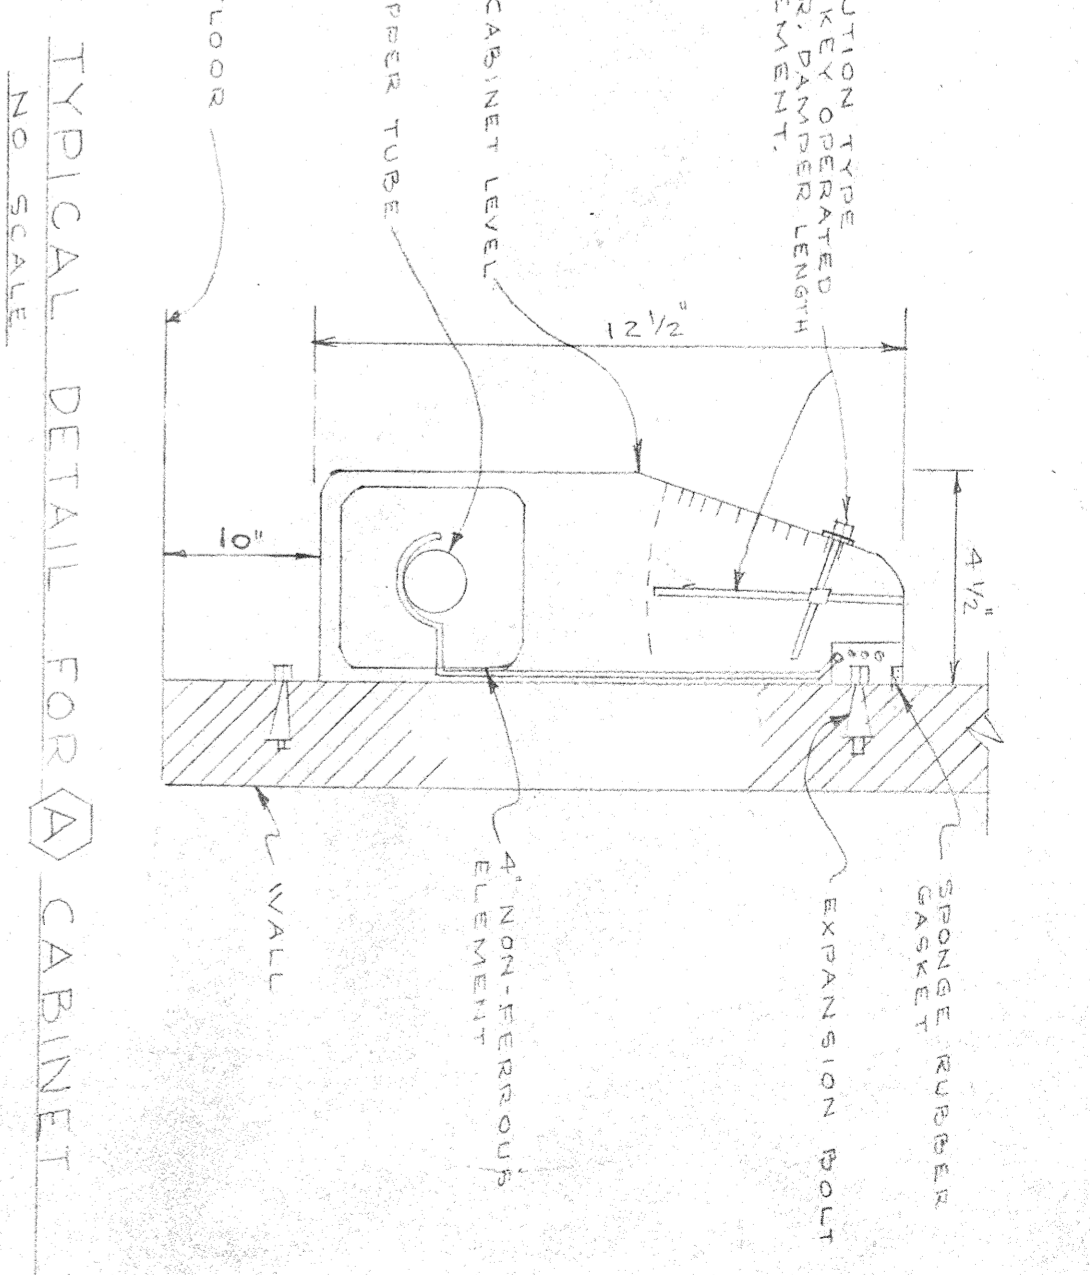 UTION TYPE
KEY OPERATED
R. DAMPER LENGTH
EMENT.
CABINET LEVEL
PPER TUBE
LOOR
12 1/2"
4 1/2"
10"
SPONGE RUBBER
GASKET
EXPANSION BOLT
4" NON-FERROUS
ELEMENT
WALL
TYPICAL DETAIL FOR A CABINET
NO SCALE